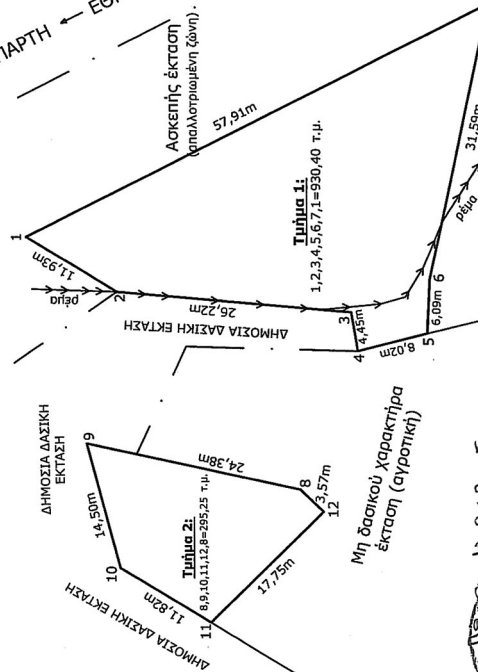 ΠΑΡΤΗ ← ΕΘ
Ασκεπής έκταση
(απαλλοτριωμένη ζώνη).
57,91m
1
11,93m
ρέμα
2
26,22m
ΔΗΜΟΣΙΑ ΔΑΣΙΚΗ ΕΚΤΑΣΗ
Τμήμα 1:
1,2,3,4,5,6,7,1=930,40 τ.μ.
3
4,45m
4
8,02m
5
6,09m
6
31,59m
ρέμα
ΔΗΜΟΣΙΑ ΔΑΣΙΚΗ
ΕΚΤΑΣΗ
9
14,50m
24,38m
10
Τμήμα 2:
8,9,10,11,12,8=295,25 τ.μ.
8
3,57m
12
11,82m
11
17,75m
ΔΗΜΟΣΙΑ ΔΑΣΙΚΗ ΕΚΤΑΣΗ
Μη δασικού χαρακτήρα
έκταση (αγροτική)